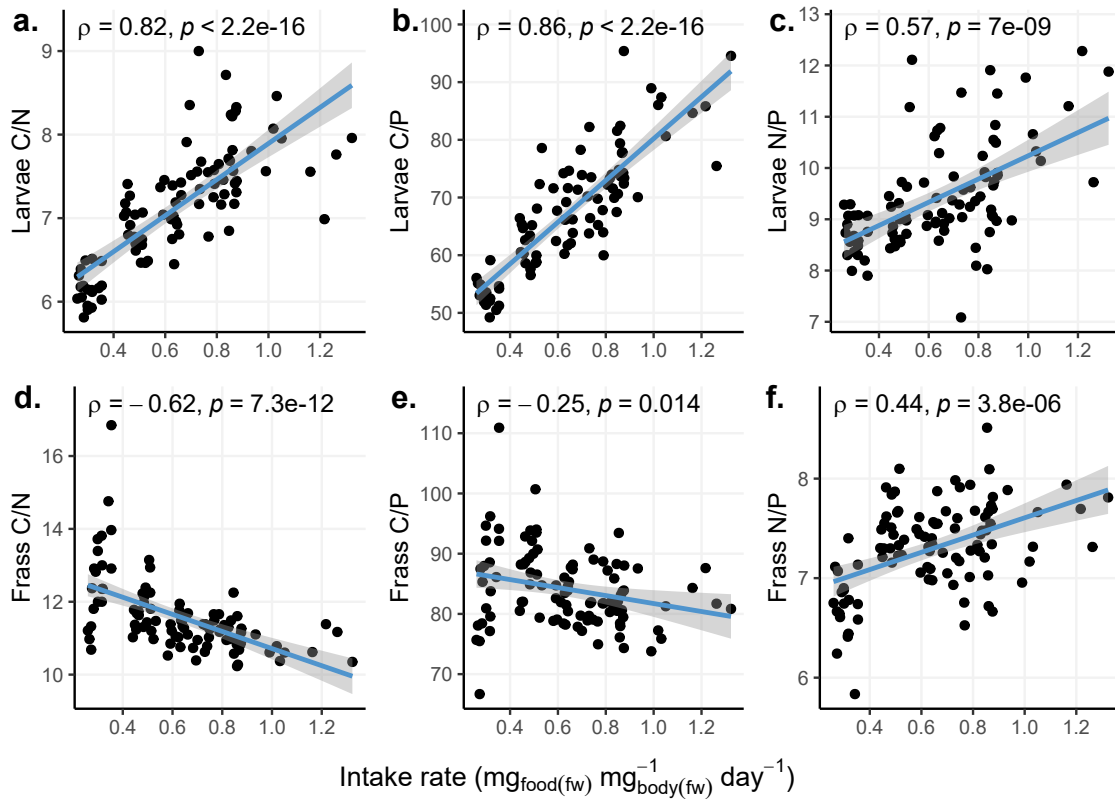 a.
ρ = 0.82, p < 2.2e-16
Larvae C/N
9
8
7
6
0.4 0.6 0.8 1.0 1.2
b.
ρ = 0.86, p < 2.2e-16
Larvae C/P
100
90
80
70
60
50
0.4 0.6 0.8 1.0 1.2
c.
ρ = 0.57, p = 7e-09
Larvae N/P
13
12
11
10
9
8
7
0.4 0.6 0.8 1.0 1.2
d.
ρ = −0.62, p = 7.3e-12
Frass C/N
16
14
12
10
0.4 0.6 0.8 1.0 1.2
e.
ρ = −0.25, p = 0.014
Frass C/P
110
100
90
80
70
0.4 0.6 0.8 1.0 1.2
f.
ρ = 0.44, p = 3.8e-06
Frass N/P
8
7
6
0.4 0.6 0.8 1.0 1.2
Intake rate (mg_food(fw) mg_body(fw)^−1 day^−1)